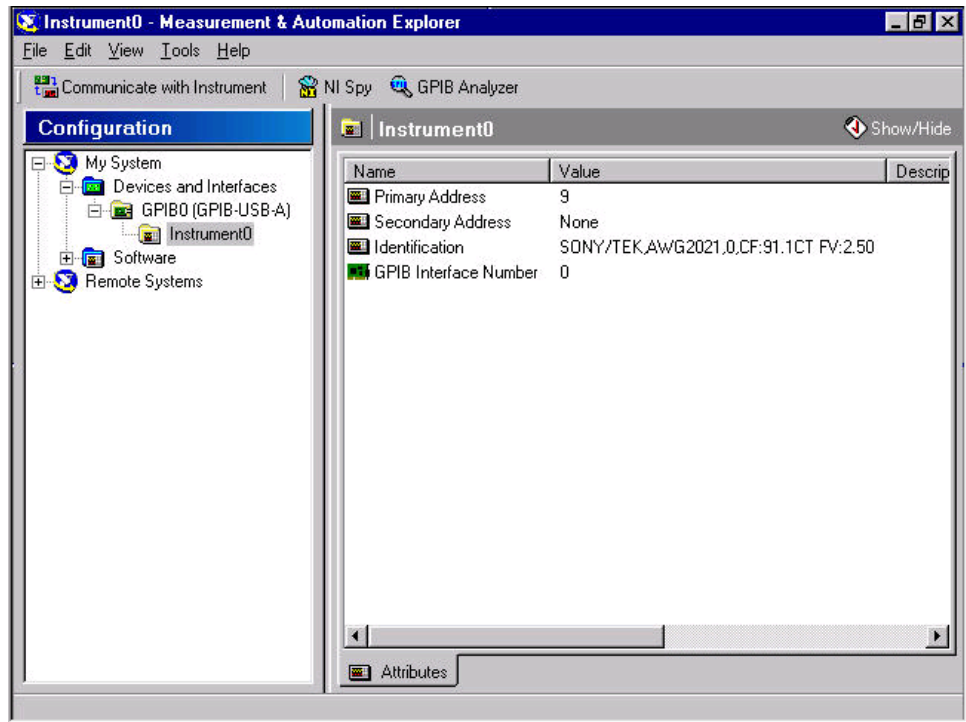 Instrument0 - Measurement & Automation Explorer
File Edit View Tools Help
Communicate with Instrument NI Spy GPIB Analyzer
Configuration
My System
Devices and Interfaces
GPIB0 (GPIB-USB-A)
Instrument0
Software
Remote Systems
Instrument0 Show/Hide
Name Value Descrip
Primary Address 9
Secondary Address None
Identification SONY/TEK,AWG2021,0,CF:91.1CT FV:2.50
GPIB Interface Number 0
Attributes